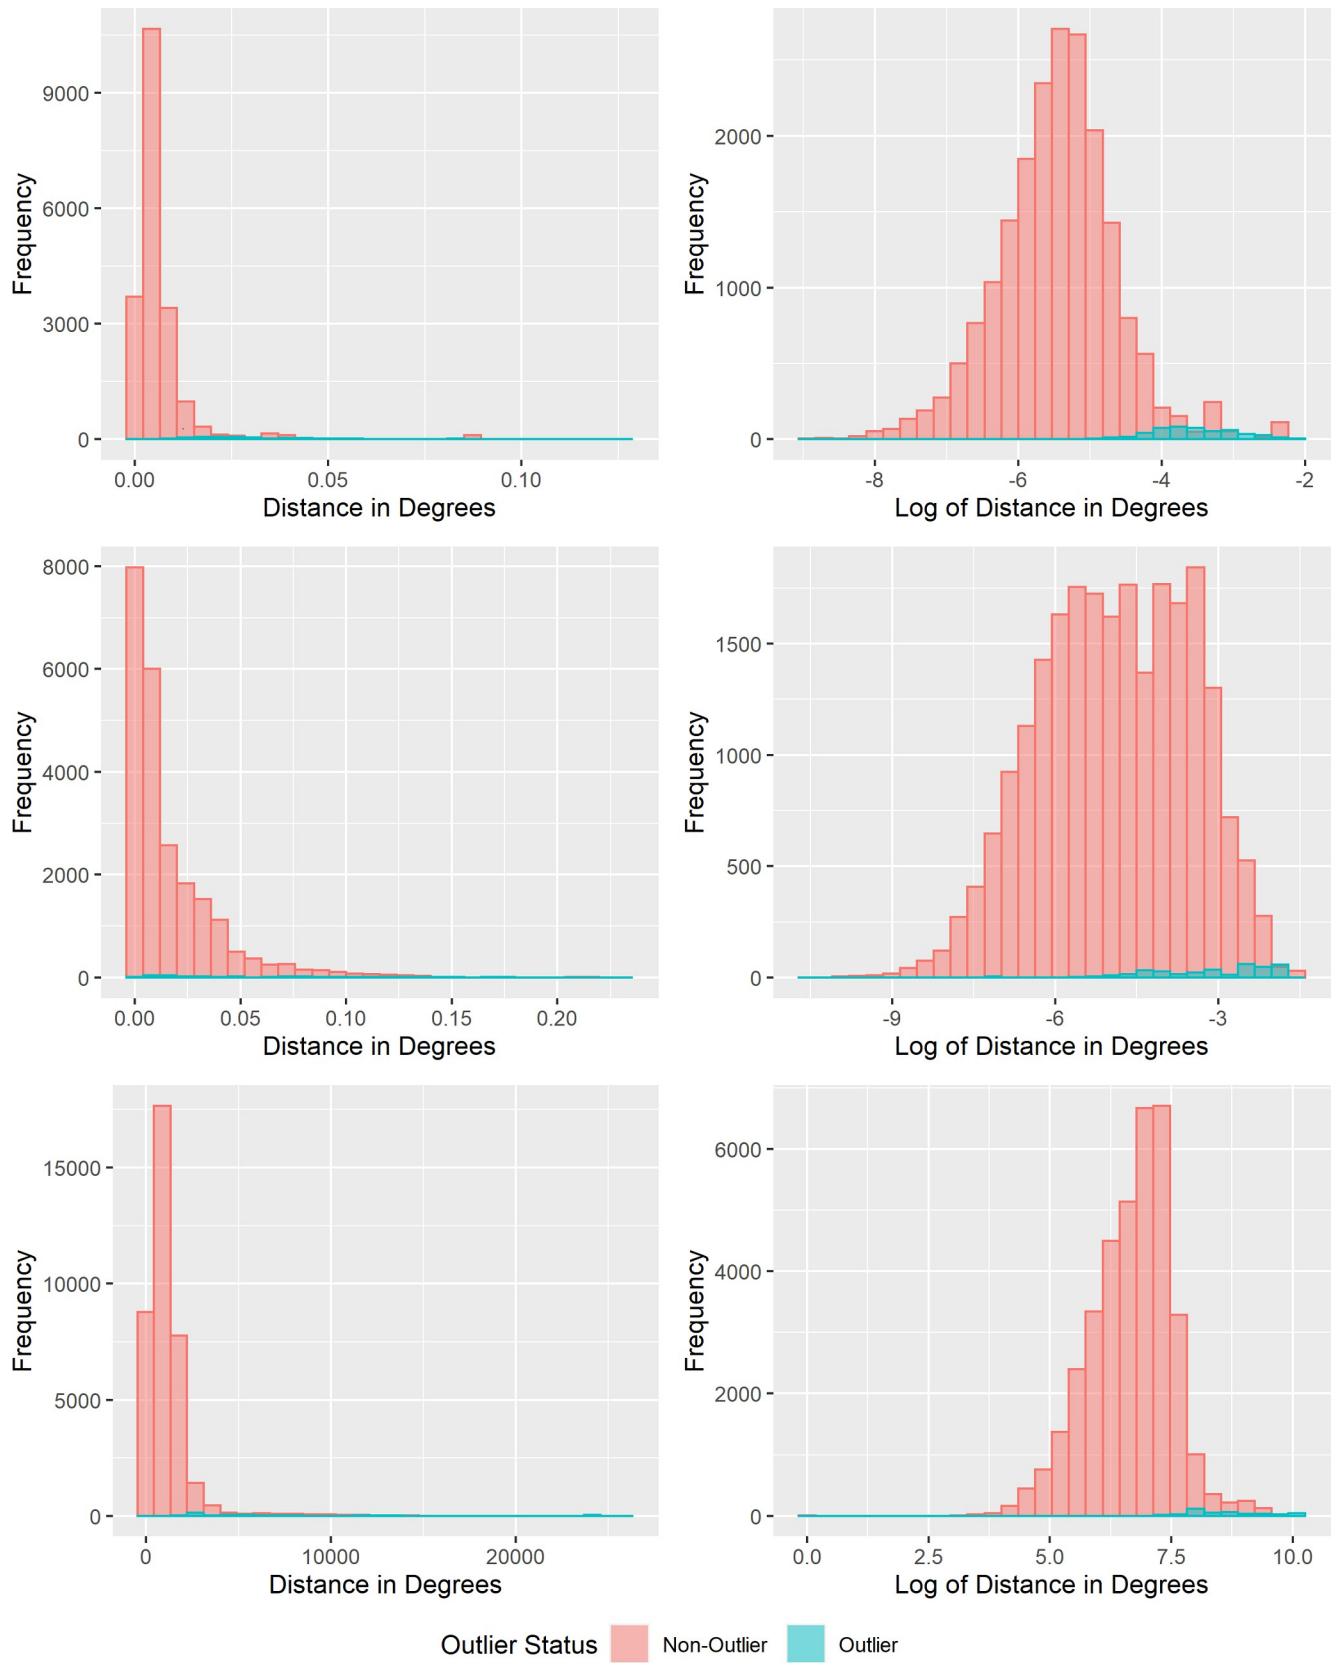 9000
6000
3000
0
Frequency
0.00 0.05 0.10
Distance in Degrees
2000
1000
0
Frequency
-8 -6 -4 -2
Log of Distance in Degrees
8000
6000
4000
2000
0
Frequency
0.00 0.05 0.10 0.15 0.20
Distance in Degrees
1500
1000
500
0
Frequency
-9 -6 -3
Log of Distance in Degrees
15000
10000
5000
0
Frequency
0 10000 20000
Distance in Degrees
6000
4000
2000
0
Frequency
0.0 2.5 5.0 7.5 10.0
Log of Distance in Degrees
Outlier Status Non-Outlier Outlier